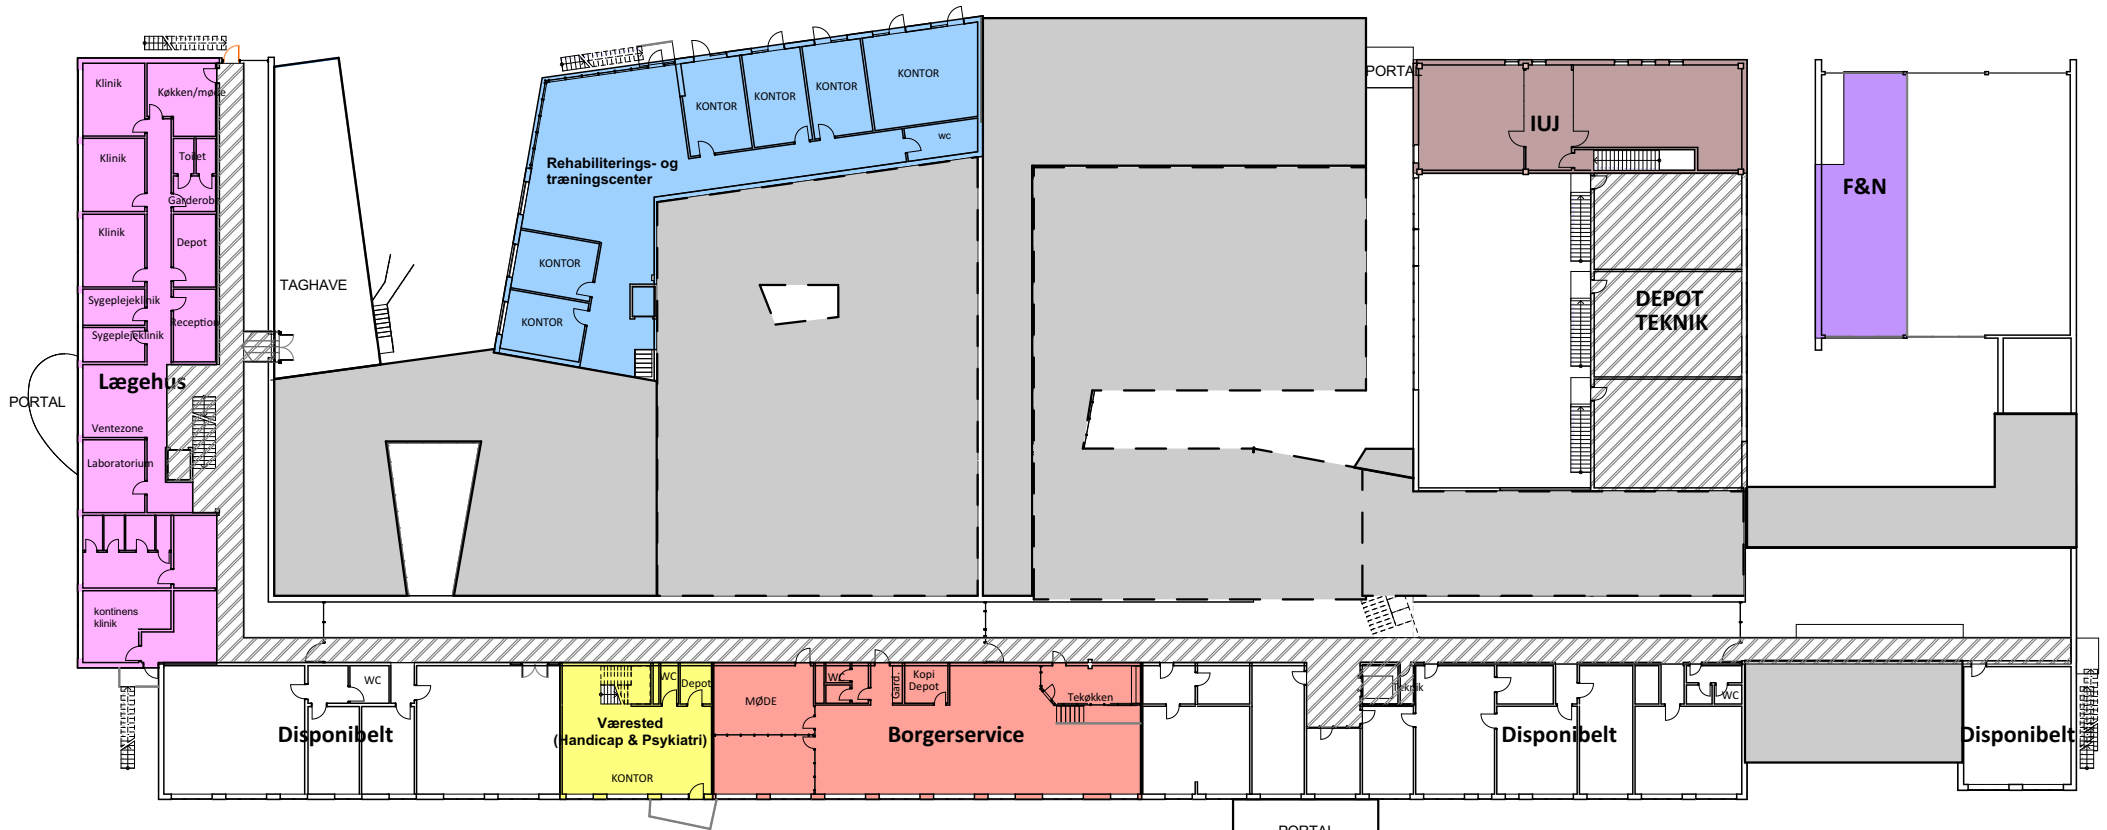 PORTAL
Klinik
Køkken/møde
Klinik
Toilet
Garderobe
Klinik
Depot
Sygeplejeklinik
Reception
Sygeplejeklinik
Lægehus
PORTAL
Ventezone
Laboratorium
kontinens
klinik
TAGHAVE
Rehabiliterings- og
træningscenter
KONTOR
KONTOR
KONTOR
KONTOR
WC
KONTOR
KONTOR
IUJ
DEPOT
TEKNIK
F&N
WC
Disponibelt
WC
Depot
Værested
(Handicap & Psykiatri)
KONTOR
MØDE
WC
Gard.
Kopi
Depot
Tekøkken
Borgerservice
Teknik
Disponibelt
WC
Disponibelt
PORTAL